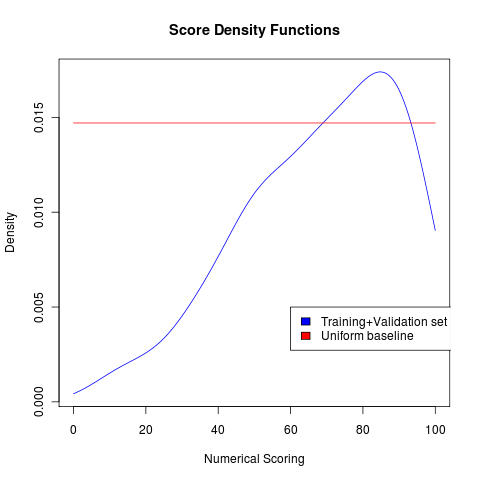 Score Density Functions
Density
0.015
0.010
0.005
0.000
Training+Validation set
Uniform baseline
0 20 40 60 80 100
Numerical Scoring